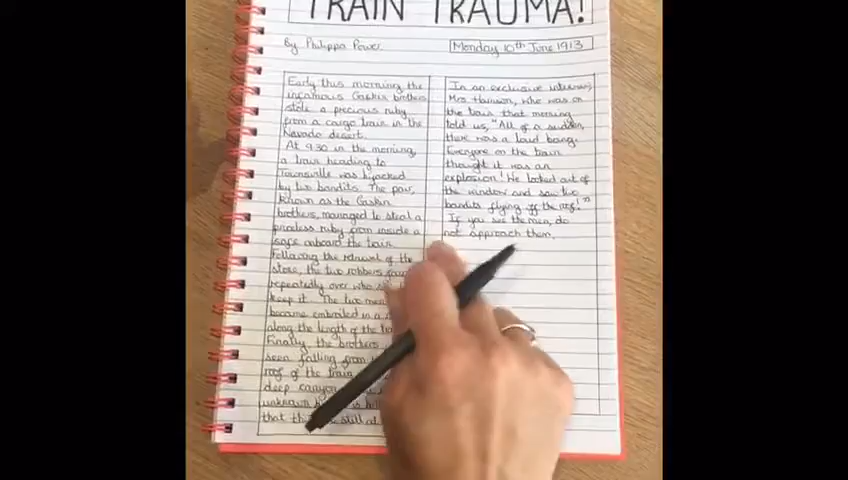 TRAIN TRAUMA!
By Philippa Power.
Monday 10th June 1913
Early this morning the
infamous Gaskin brothers
stole a precious ruby
from a cargo train in the
Nevada desert.
At 9.30 in the morning,
a train heading to
Townsville was hijacked
by two bandits. The pair,
known as the Gaskin
brothers, managed to steal a
priceless ruby from inside a
safe onboard the train.
Following the retrieval of the
stone, the two robbers
repeatedly over who
keep it. The two men
became embroiled in a
along the length of the
Finally, the brothers
seen falling from
roof of the train
deep canyon
unknown
that still at
In an exclusive interview,
Mrs Harrison, who was on
the train that morning
told us, "All of a sudden,
there was a loud bang.
Everyone on the train
thought it was an
explosion! We looked out of
the window and saw two
bandits flying off the roof!"
If you see the men, do
not approach them.